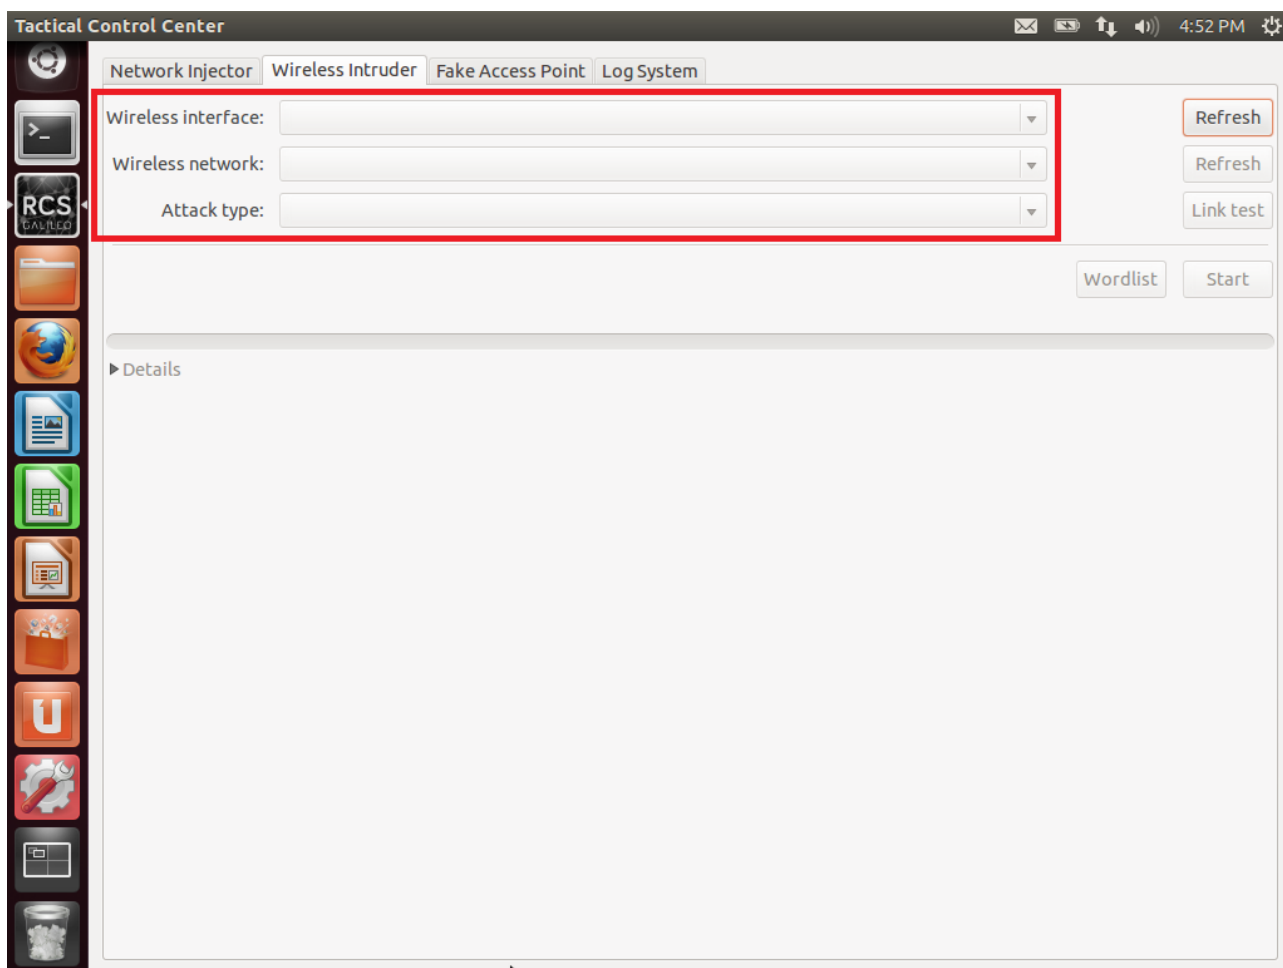 Tactical Control Center 4:52 PM
Network Injector Wireless Intruder Fake Access Point Log System
Wireless interface: Refresh
Wireless network: Refresh
Attack type: Link test
RCS
GALILEO
Wordlist Start
Details